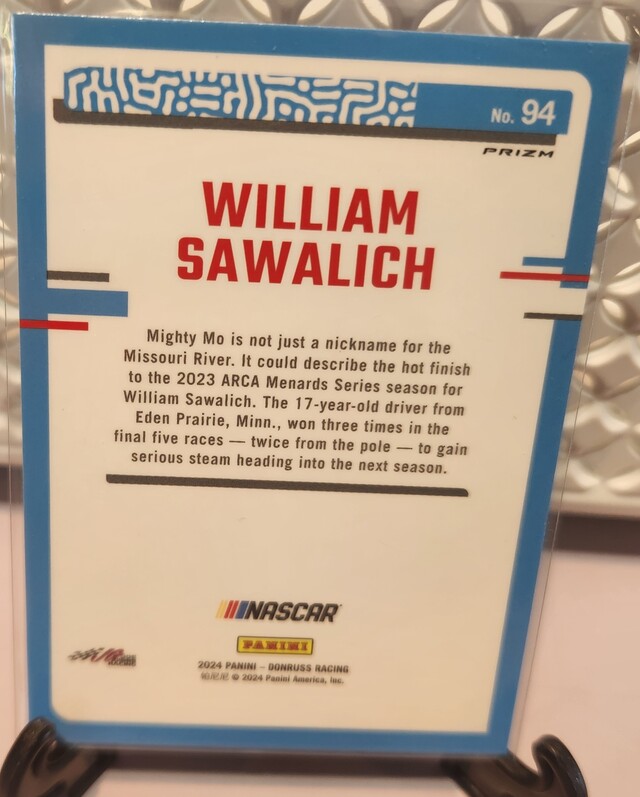 No. 94
PRIZM
WILLIAM
SAWALICH
Mighty Mo is not just a nickname for the
Missouri River. It could describe the hot finish
to the 2023 ARCA Menards Series season for
William Sawalich. The 17-year-old driver from
Eden Prairie, Minn., won three times in the
final five races — twice from the pole — to gain
serious steam heading into the next season.
NASCAR
PANINI
2024 PANINI – DONRUSS RACING
© 2024 Panini America, Inc.